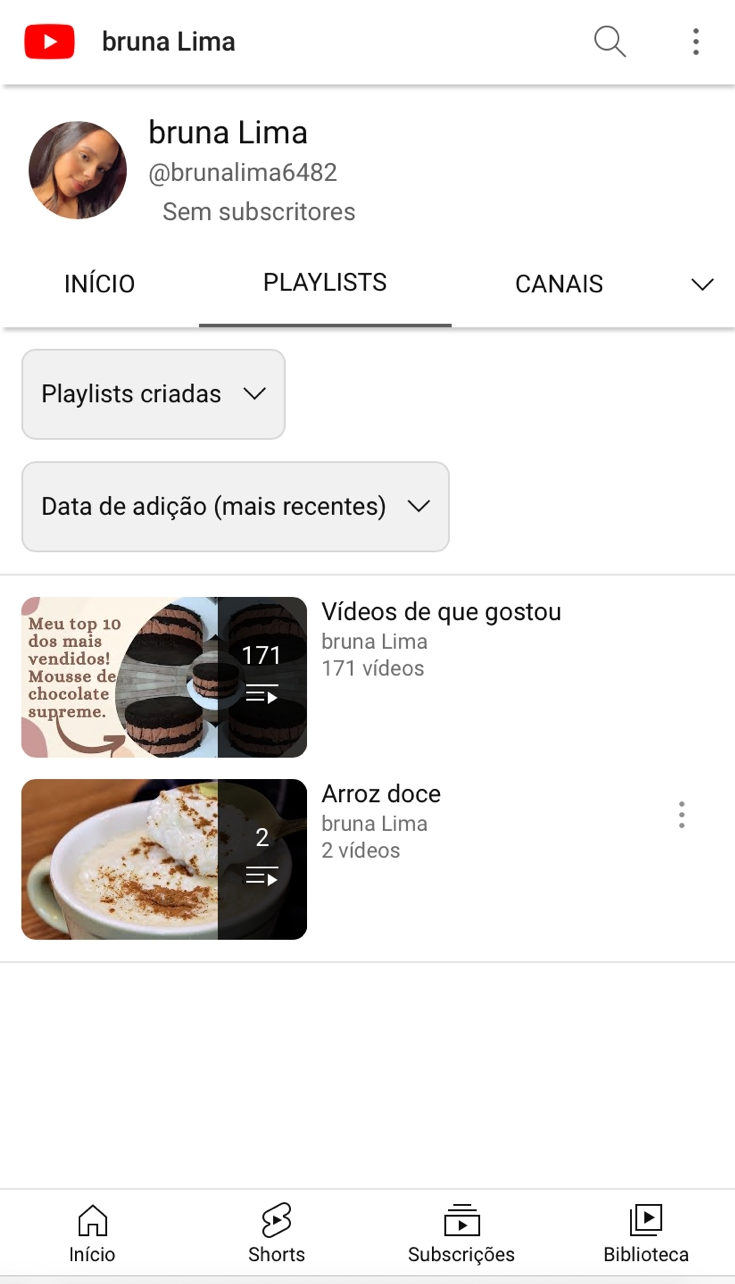 bruna Lima
bruna Lima
@brunalima6482
Sem subscritores
INÍCIO
PLAYLISTS
CANAIS
Playlists criadas
Data de adição (mais recentes)
Meu top 10
dos mais
vendidos!
Mousse de
chocolate
supreme.
171
Vídeos de que gostou
bruna Lima
171 vídeos
2
Arroz doce
bruna Lima
2 vídeos
Início
Shorts
Subscrições
Biblioteca